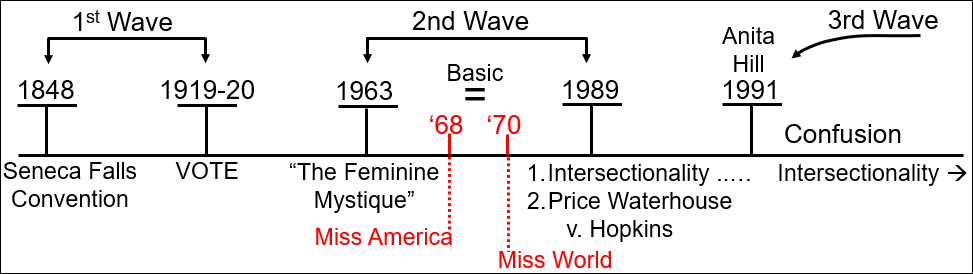 1st Wave
2nd Wave
3rd Wave
Anita
Hill
Basic
=
1848
1919-20
1963
1989
1991
‘68
‘70
Confusion
Seneca Falls
Convention
VOTE
“The Feminine
Mystique”
1.Intersectionality .....
2.Price Waterhouse
v. Hopkins
Intersectionality →
Miss America
Miss World